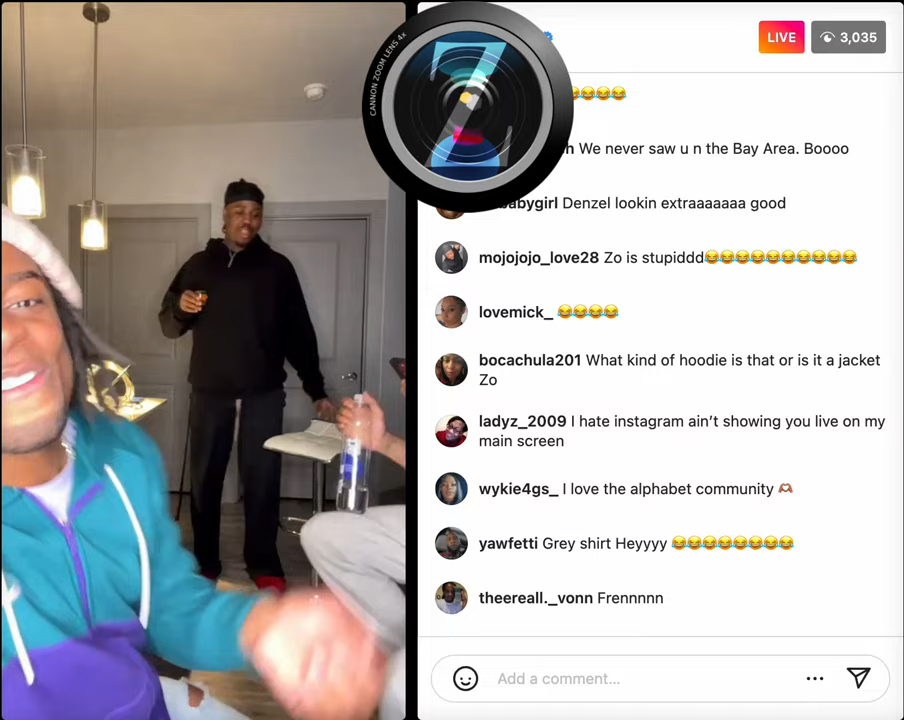 CANNON ZOOM LENS 4x
Z
LIVE
3,035
😂😂😂😂
We never saw u n the Bay Area. Boooo
babygirl Denzel lookin extraaaaaaa good
mojojojo_love28 Zo is stupiddd😂😂😂😂😂😂😂😂😂😂
lovemick_ 😂😂😂😂
bocachula201 What kind of hoodie is that or is it a jacket
Zo
ladyz_2009 I hate instagram ain't showing you live on my
main screen
wykie4gs_ I love the alphabet community 🫶🏽
yawfetti Grey shirt Heyyyy 😂😂😂😂😂😂😂😂
theereall._vonn Frennnnn
Add a comment...